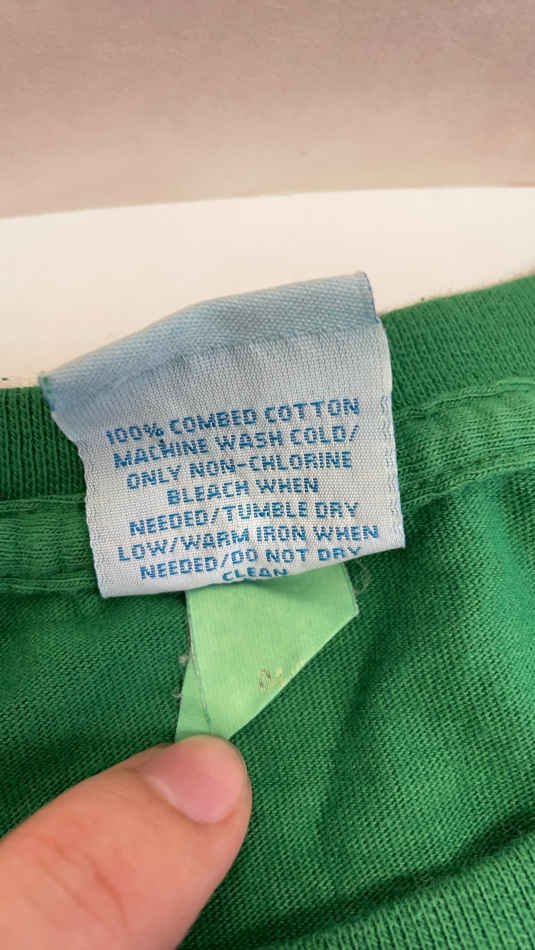 100% COMBED COTTON
MACHINE WASH COLD/
ONLY NON-CHLORINE
BLEACH WHEN
NEEDED/TUMBLE DRY
LOW/WARM IRON WHEN
NEEDED/DO NOT DRY
CLEAN